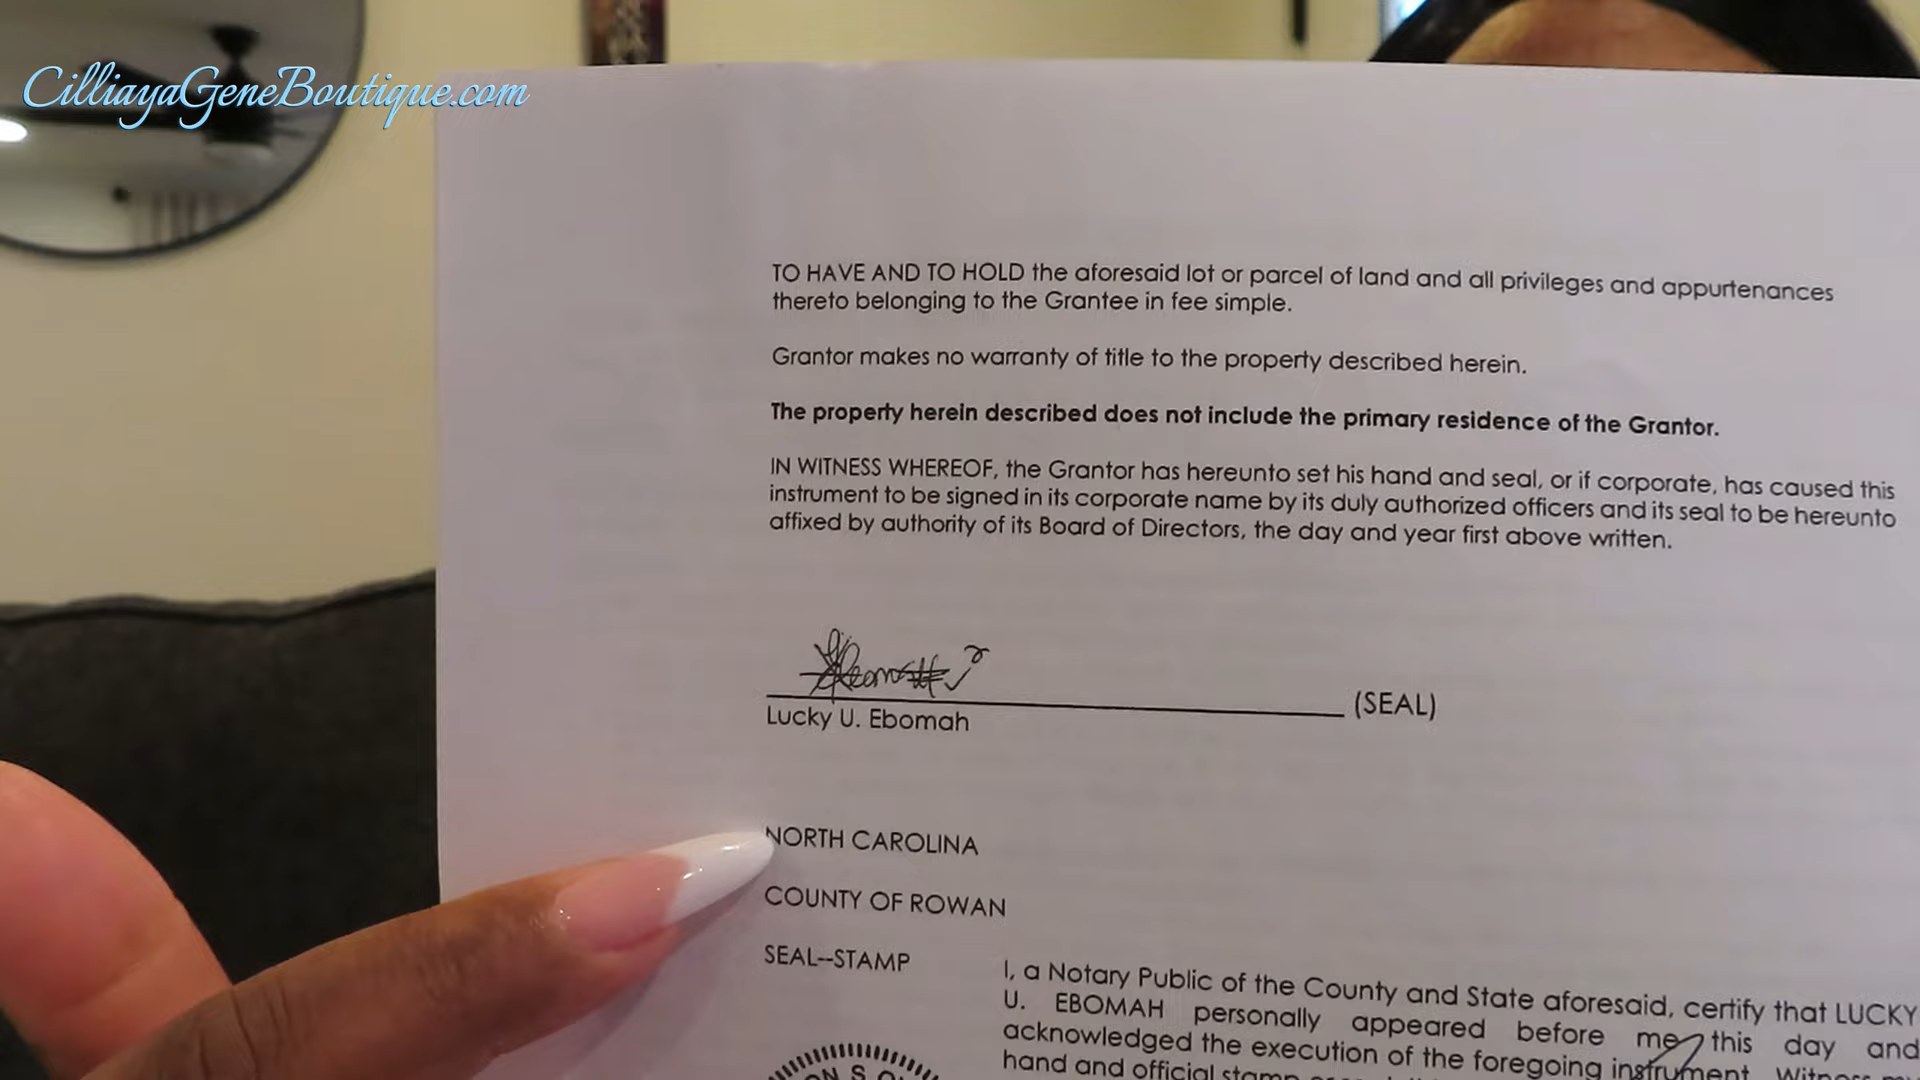 CilliayaGeneBoutique.com
TO HAVE AND TO HOLD the aforesaid lot or parcel of land and all privileges and appurtenances
thereto belonging to the Grantee in fee simple.
Grantor makes no warranty of title to the property described herein.
The property herein described does not include the primary residence of the Grantor.
IN WITNESS WHEREOF, the Grantor has hereunto set his hand and seal, or if corporate, has caused this
instrument to be signed in its corporate name by its duly authorized officers and its seal to be hereunto
affixed by authority of its Board of Directors, the day and year first above written.
(SEAL)
Lucky U. Ebomah
NORTH CAROLINA
COUNTY OF ROWAN
SEAL--STAMP
I, a Notary Public of the County and State aforesaid, certify that LUCKY
U. EBOMAH personally appeared before me this day and
acknowledged the execution of the foregoing instrument. Witness my
hand and official stamp